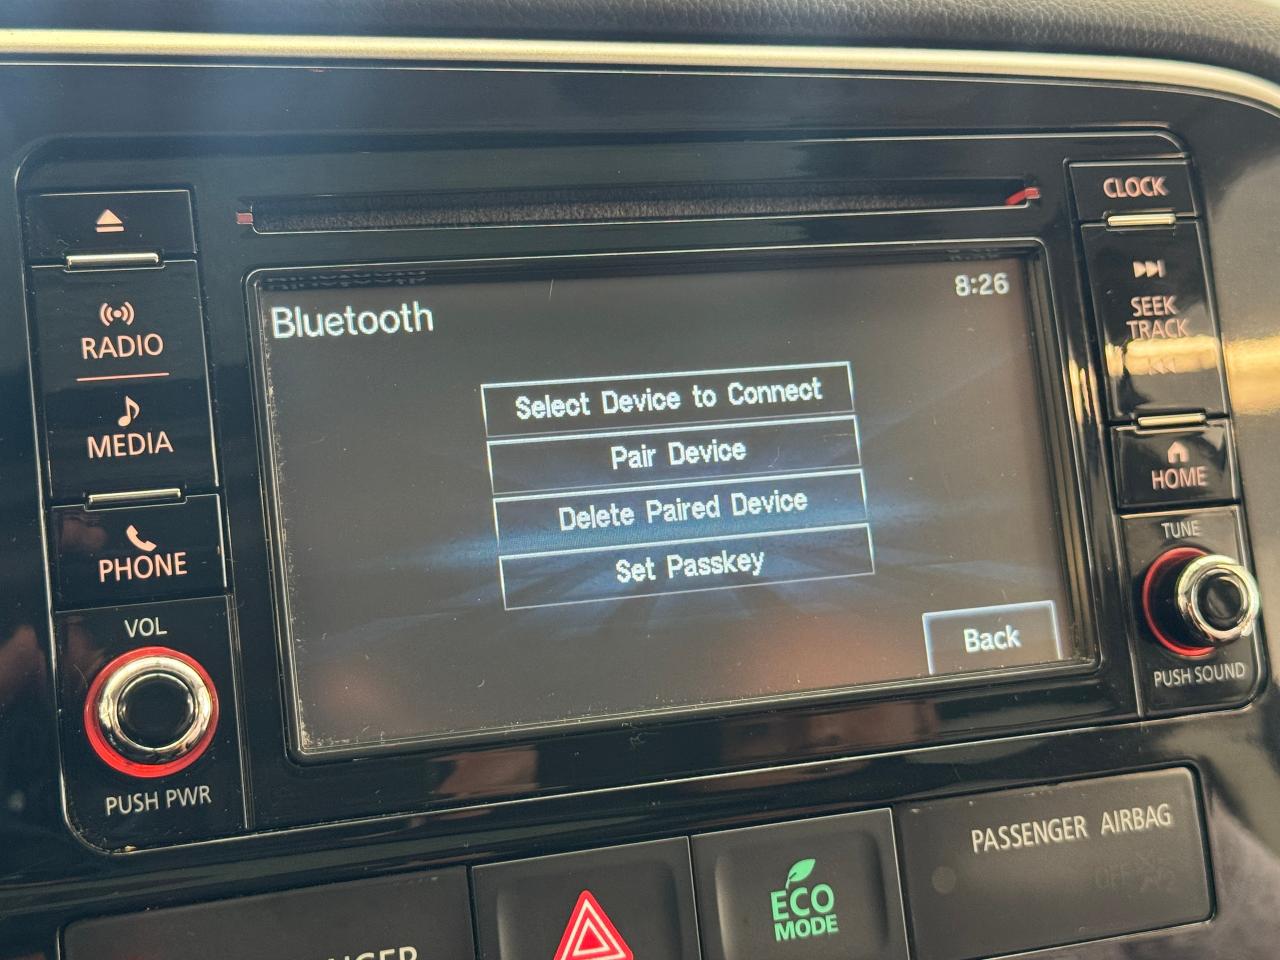 CLOCK
Bluetooth
8:26
RADIO
MEDIA
PHONE
VOL
PUSH PWR
Select Device to Connect
Pair Device
Delete Paired Device
Set Passkey
Back
SEEK
TRACK
HOME
TUNE
PUSH SOUND
PASSENGER AIRBAG
OFF
ECO
MODE